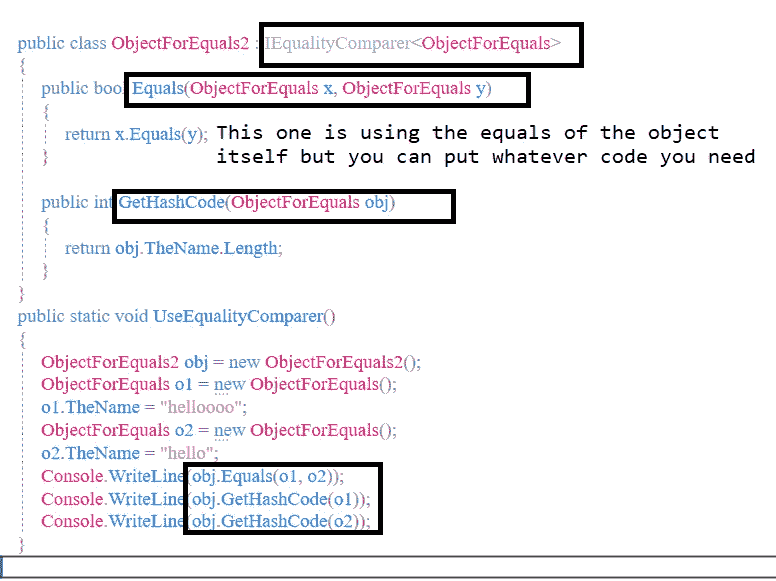 public class ObjectForEquals2 : IEqualityComparer<ObjectForEquals>
{
public bool Equals(ObjectForEquals x, ObjectForEquals y)
{
return x.Equals(y); This one is using the equals of the object
itself but you can put whatever code you need
}
public int GetHashCode(ObjectForEquals obj)
{
return obj.TheName.Length;
}
}
public static void UseEqualityComparer()
{
ObjectForEquals2 obj = new ObjectForEquals2();
ObjectForEquals o1 = new ObjectForEquals();
o1.TheName = "helloooo";
ObjectForEquals o2 = new ObjectForEquals();
o2.TheName = "hello";
Console.WriteLine(obj.Equals(o1, o2));
Console.WriteLine(obj.GetHashCode(o1));
Console.WriteLine(obj.GetHashCode(o2));
}